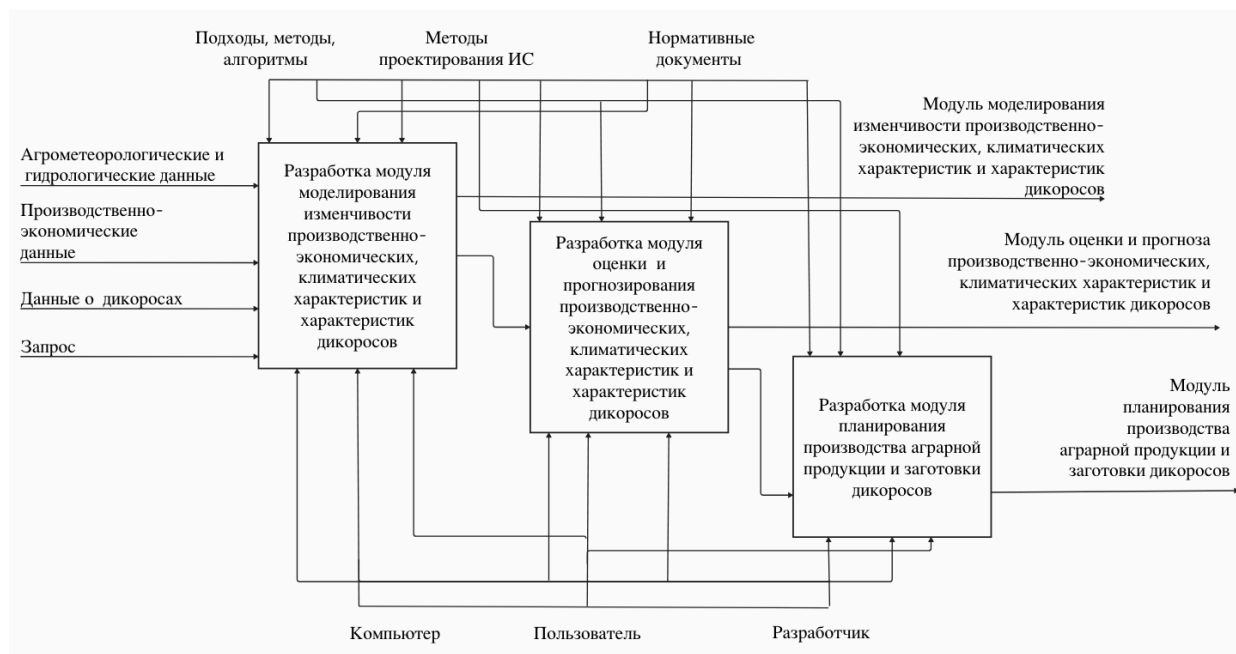 Подходы, методы,
алгоритмы
Методы
проектирования ИС
Нормативные
документы
Агрометеорологические и
гидрологические данные
Производственно-
экономические
данные
Данные о дикоросах
Запрос
Разработка модуля
моделирования
изменчивости
производственно-
экономических,
климатических
характеристик и
характеристик
дикоросов
Модуль моделирования
изменчивости производственно-
экономических, климатических
характеристик и характеристик
дикоросов
Разработка модуля
оценки и
прогнозирования
производственно-
экономических,
климатических
характеристик и
характеристик
дикоросов
Модуль оценки и прогноза
производственно-экономических,
климатических характеристик и
характеристик дикоросов
Разработка модуля
планирования
производства аграрной
продукции и заготовки
дикоросов
Модуль
планирования
производства
аграрной продукции и
заготовки дикоросов
Компьютер
Пользователь
Разработчик